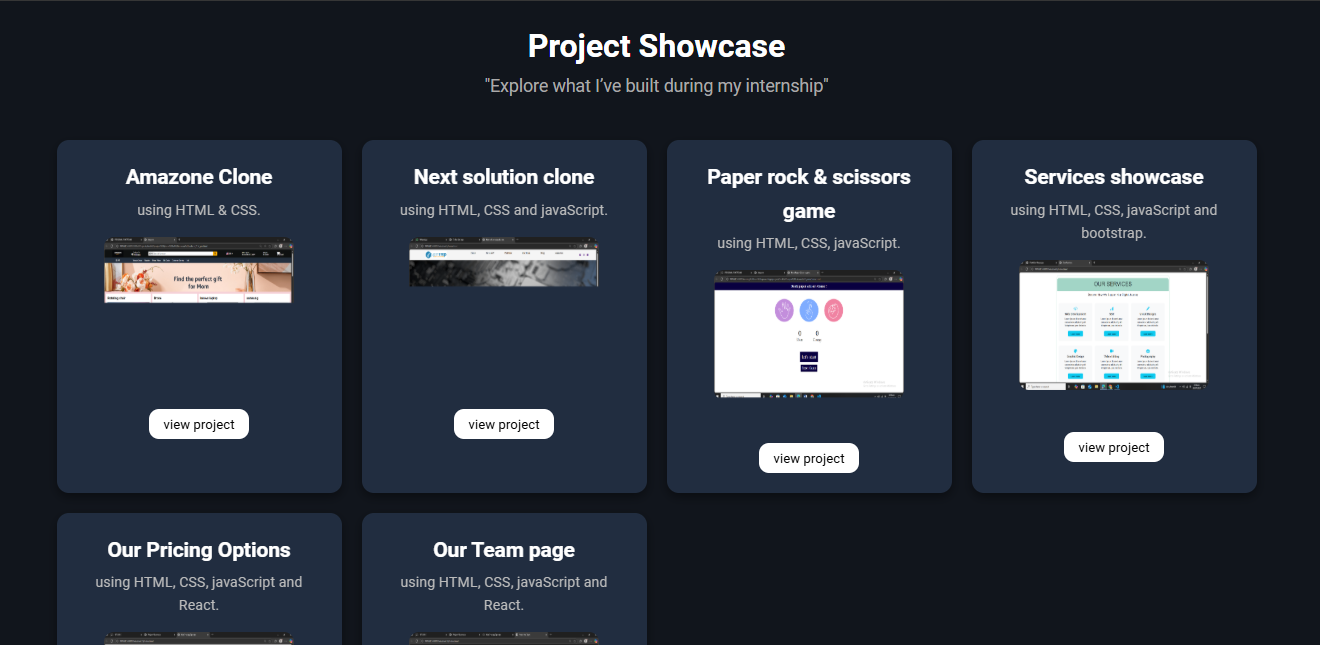 Project Showcase
"Explore what I’ve built during my internship"
Amazone Clone
using HTML & CSS.
Find the perfect gift
for Mom
view project
Next solution clone
using HTML, CSS and javaScript.
view project
Paper rock & scissors
game
using HTML, CSS, javaScript.
0 0
view project
Services showcase
using HTML, CSS, javaScript and
bootstrap.
OUR SERVICES
view project
Our Pricing Options
using HTML, CSS, javaScript and
React.
Our Team page
using HTML, CSS, javaScript and
React.